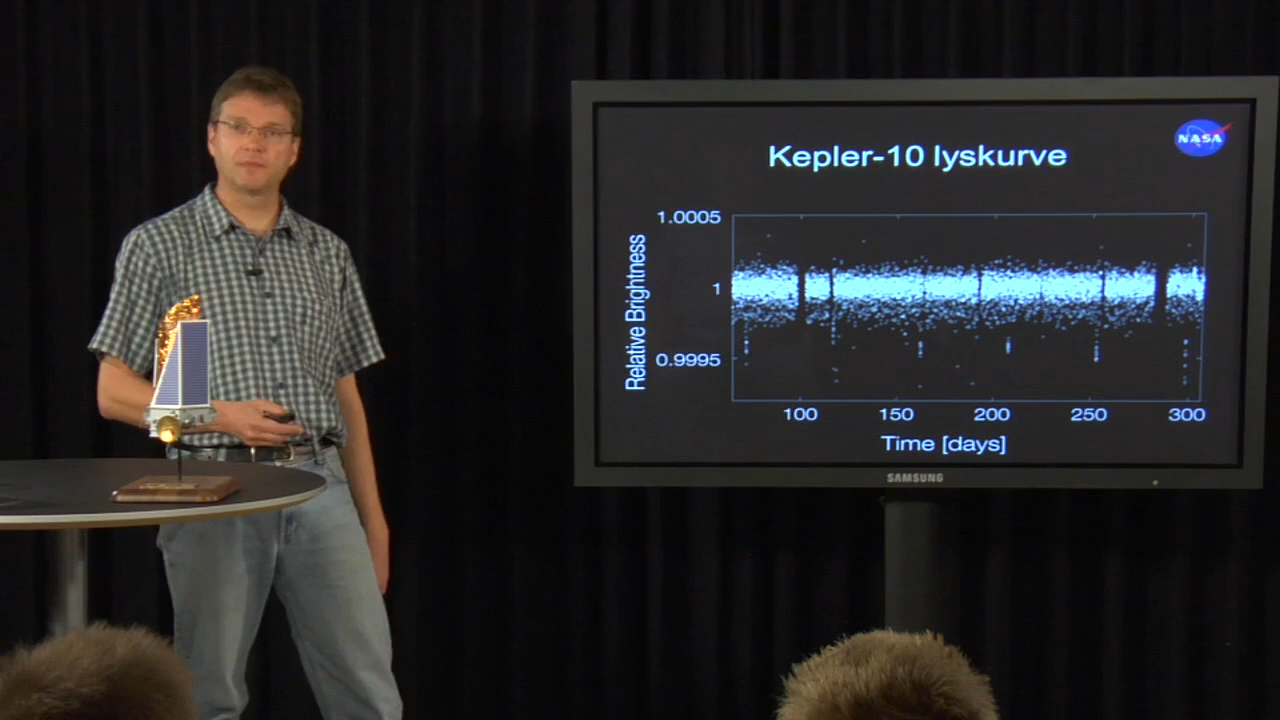 NASA
Kepler-10 lyskurve
1.0005
1
0.9995
Relative Brightness
100 150 200 250 300
Time [days]
SAMSUNG